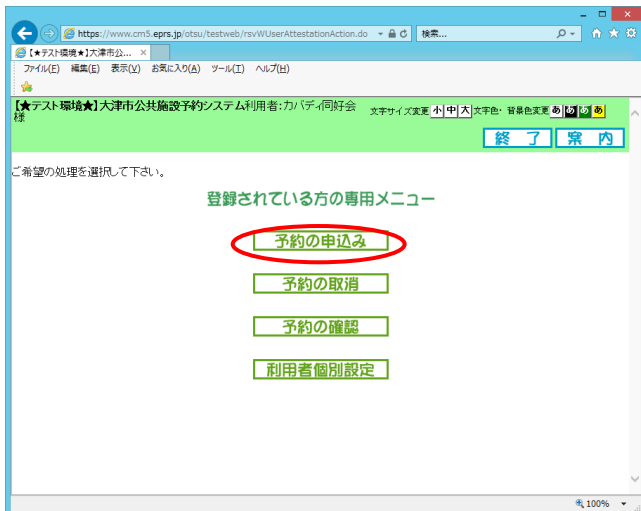 https://www.cm5.eprs.jp/otsu/testweb/rsvWUserAttestationAction.do
検索...
【★テスト環境★】大津市公...
ファイル(F) 編集(E) 表示(V) お気に入り(A) ツール(T) ヘルプ(H)
【★テスト環境★】大津市公共施設予約システム利用者:カバディ同好会
様
文字サイズ変更 小 中 大 文字色・背景色変更 あ あ あ あ
終 了 案 内
ご希望の処理を選択して下さい。
登録されている方の専用メニュー
予約の申込み
予約の取消
予約の確認
利用者個別設定
100%